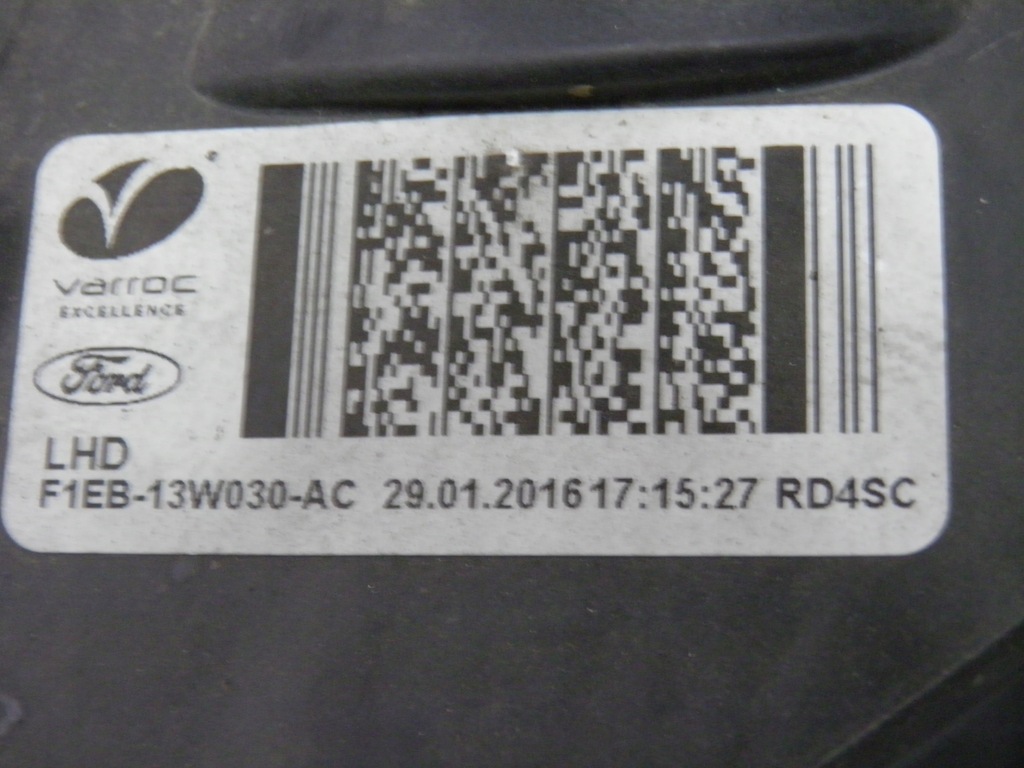 varroc
EXCELLENCE
Ford
LHD
F1EB-13W030-AC 29.01.2016 17:15:27 RD4SC